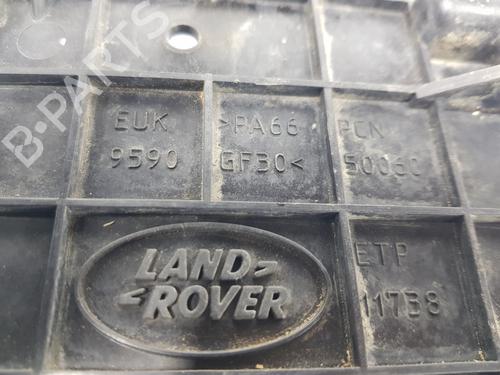 B-PARTS
EUK >PA66 PCN
9590 GF30< 50060
LAND
ROVER
ETP
11738